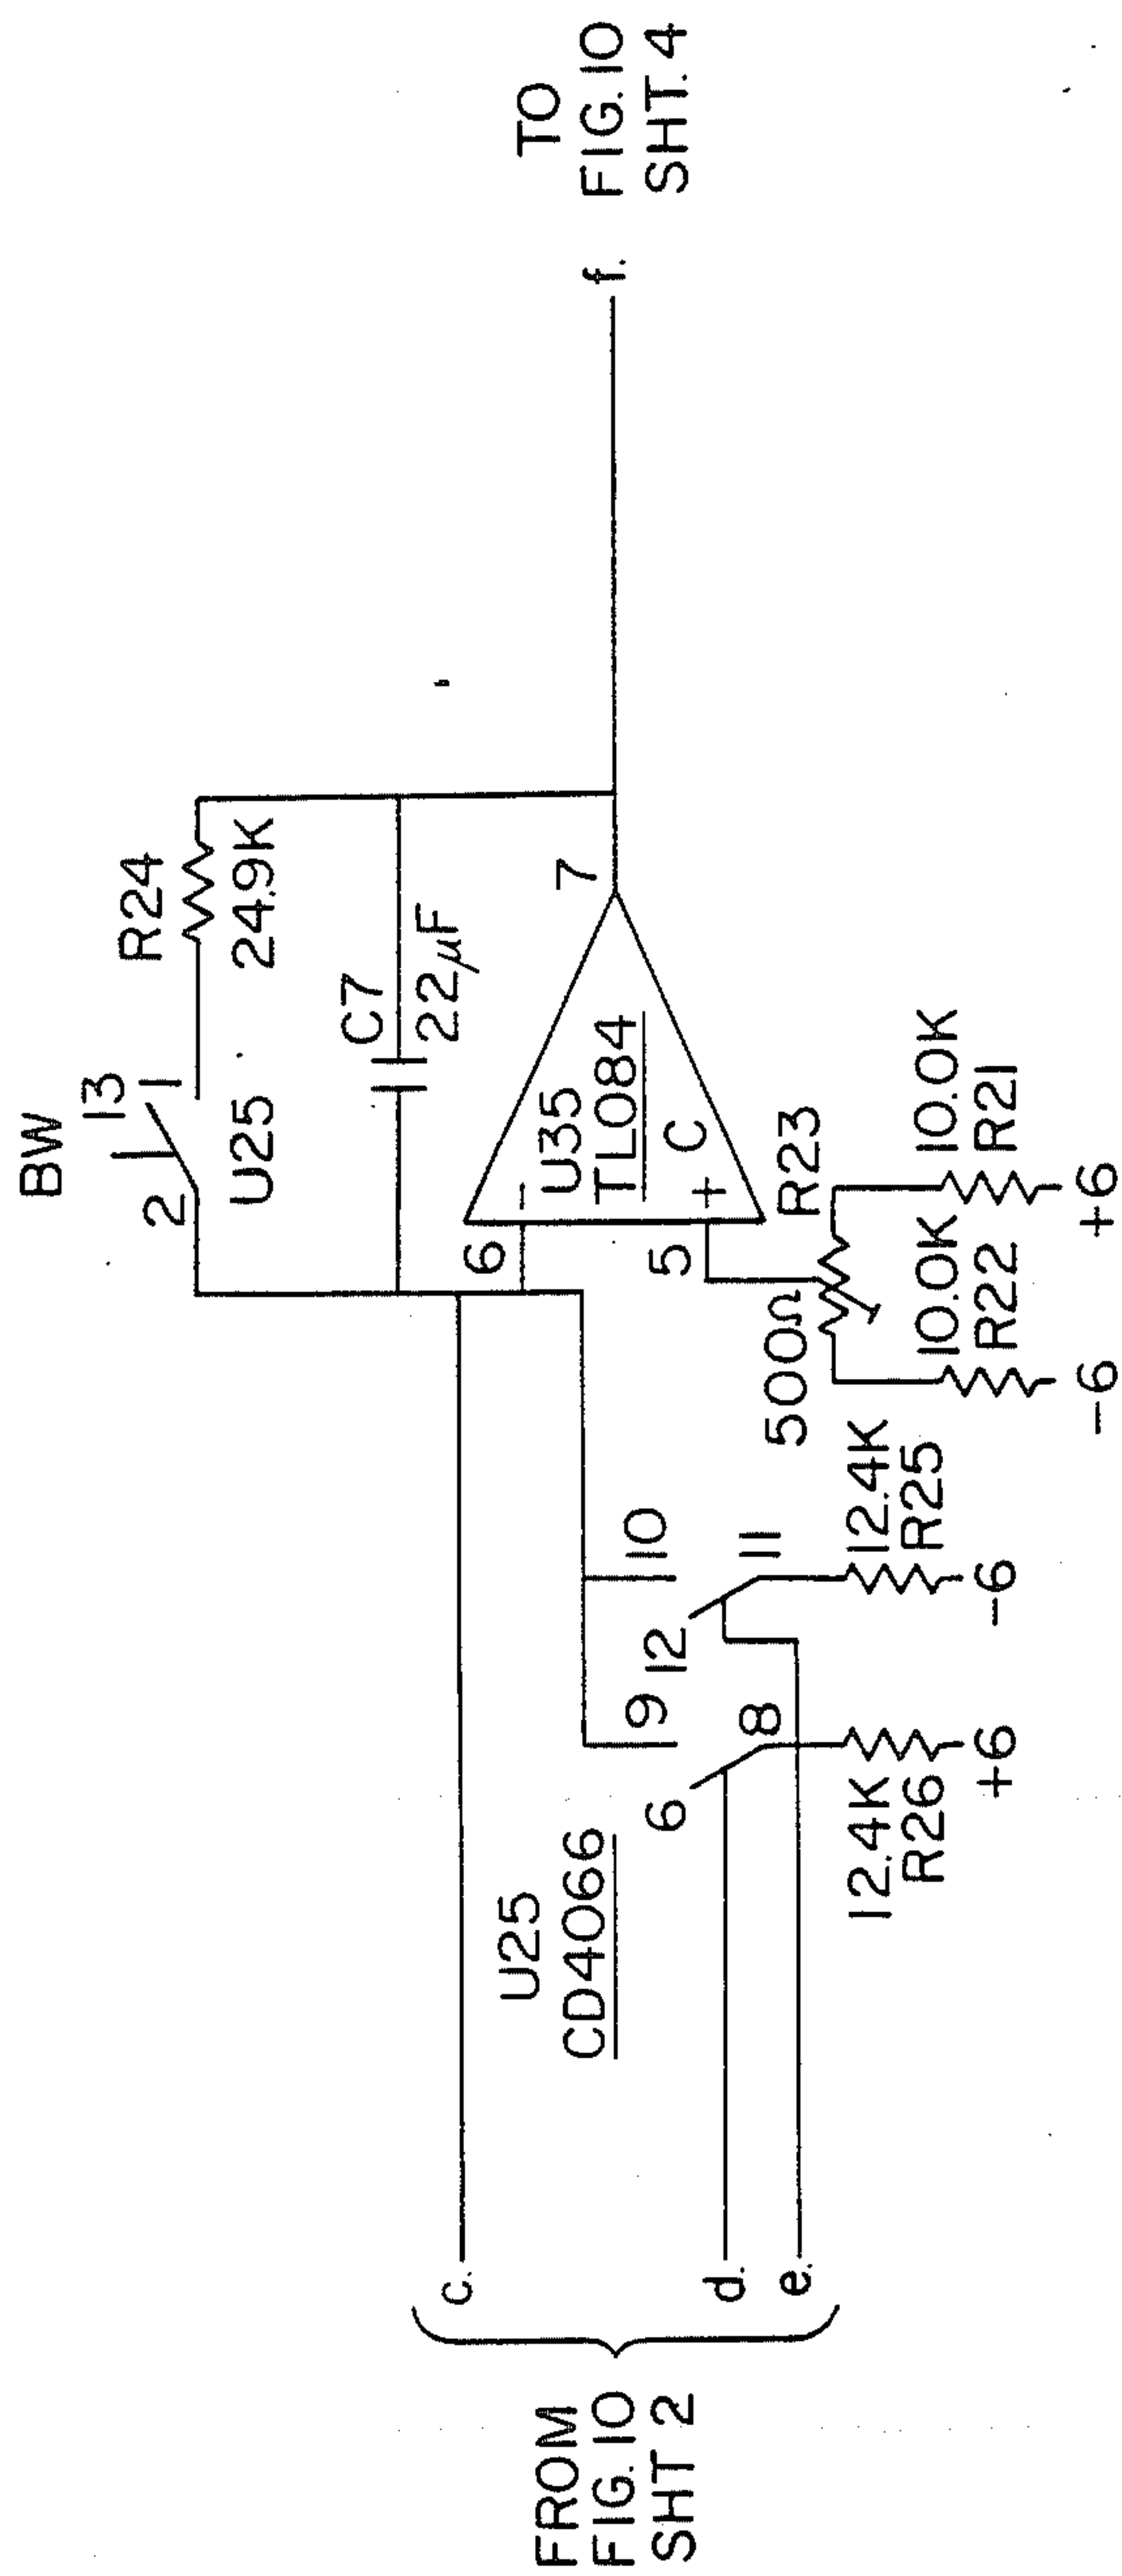 BW
13
2
1
R24
24.9K
U25
C7
22µF
TO
FIG. 10
SHT. 4
f.
6
−
U35
TL084
C
+
5
7
500Ω
R23
10.0K
R22
−6
10.0K
R21
+6
c.
FROM
FIG. 10
SHT 2
U25
CD4066
9
10
6
12
8
11
d.
e.
12.4K
R26
+6
12.4K
R25
−6